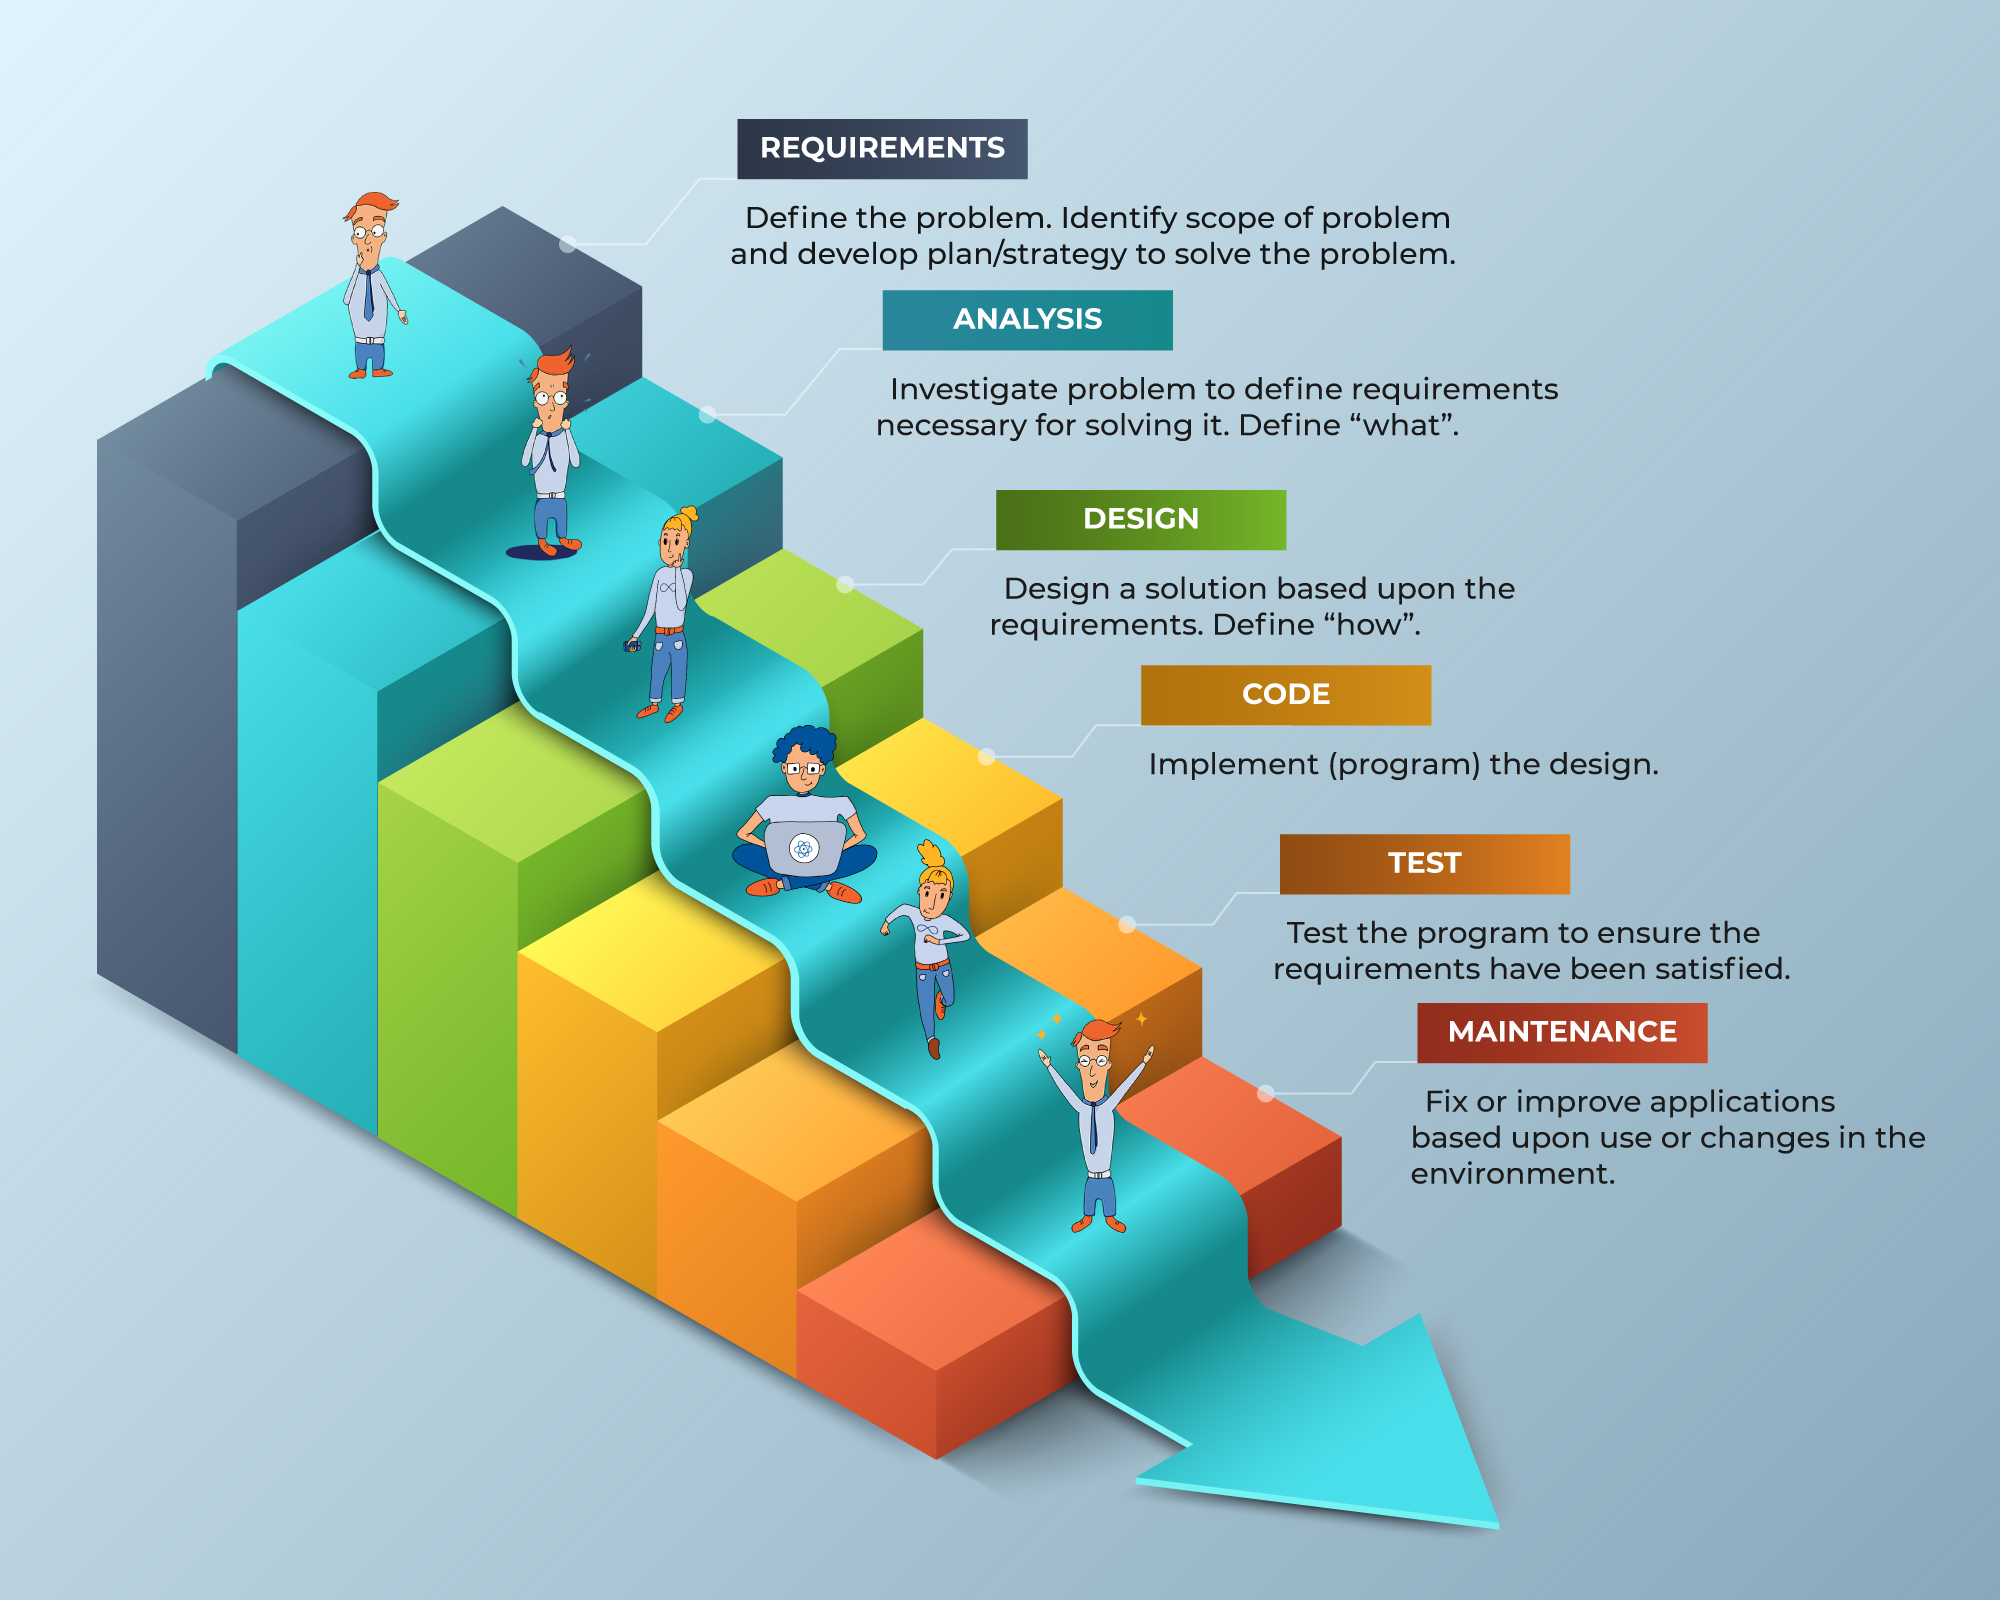 REQUIREMENTS
Define the problem. Identify scope of problem
and develop plan/strategy to solve the problem.
ANALYSIS
Investigate problem to define requirements
necessary for solving it. Define “what”.
DESIGN
Design a solution based upon the
requirements. Define “how”.
CODE
Implement (program) the design.
TEST
Test the program to ensure the
requirements have been satisfied.
MAINTENANCE
Fix or improve applications
based upon use or changes in the
environment.